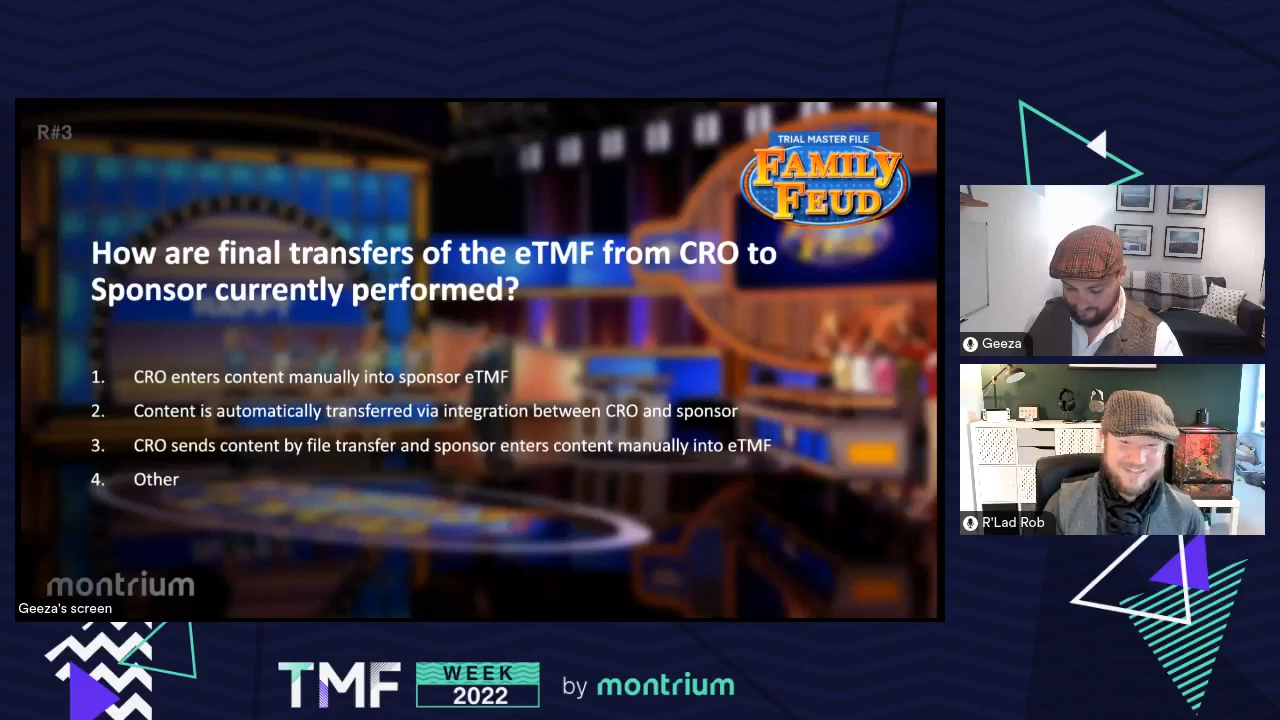 R#3
TRIAL MASTER FILE
FAMILY
FEUD
How are final transfers of the eTMF from CRO to
Sponsor currently performed?
1. CRO enters content manually into sponsor eTMF
2. Content is automatically transferred via integration between CRO and sponsor
3. CRO sends content by file transfer and sponsor enters content manually into eTMF
4. Other
montrium
Geeza's screen
Geeza
R'Lad Rob
TMF WEEK
2022
by montrium